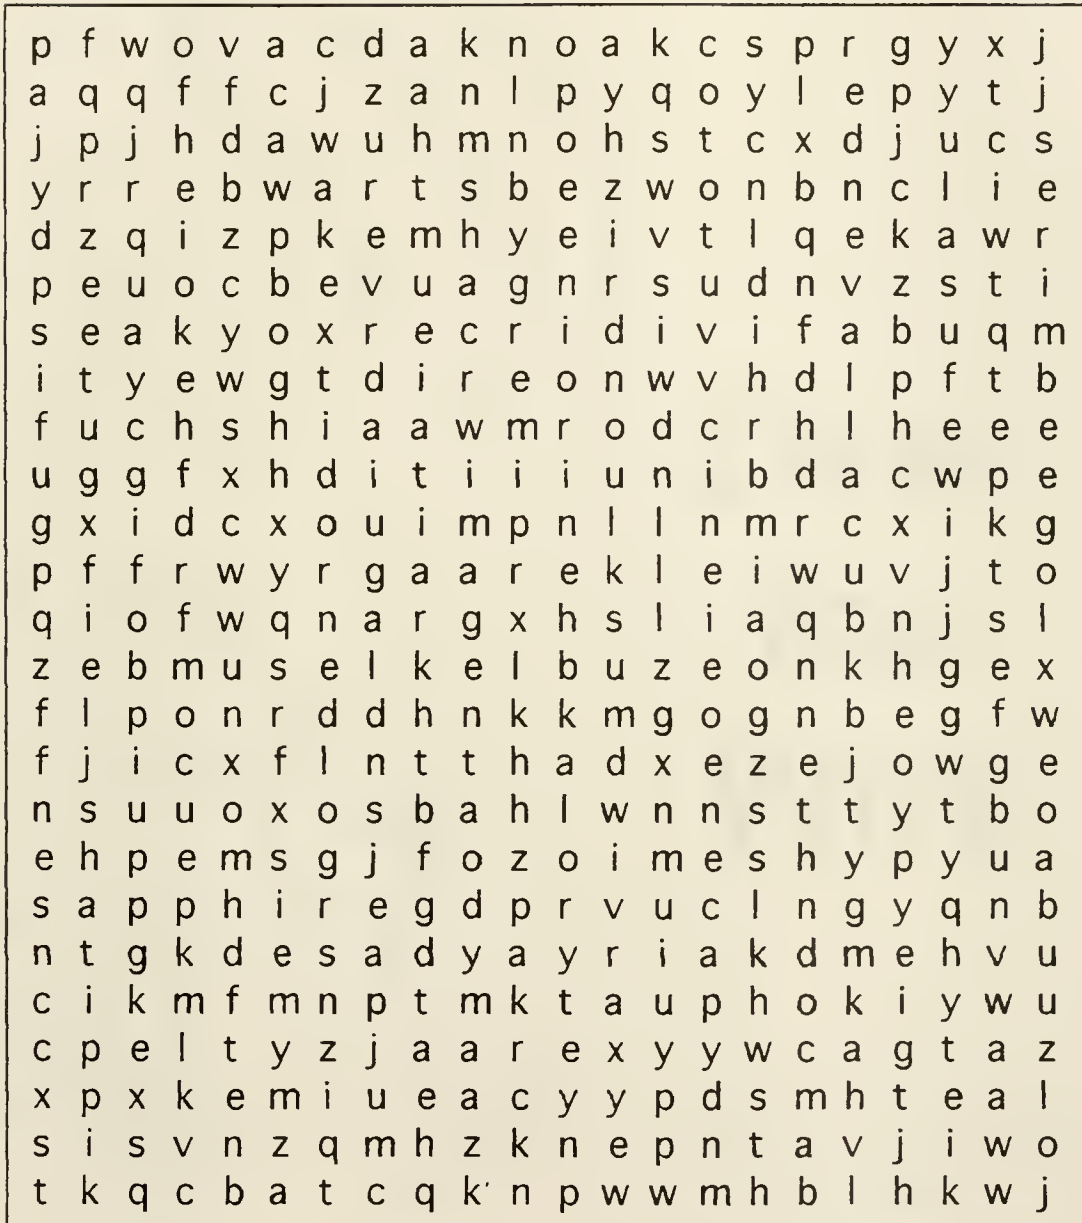 p f w o v a c d a k n o a k c s p r g y x j
a q q f f c j z a n l p y q o y l e p y t j
j p j h d a w u h m n o h s t c x d j u c s
y r r e b w a r t s b e z w o n b n c l i e
d z q i z p k e m h y e i v t l q e k a w r
p e u o c b e v u a g n r s u d n v z s t i
s e a k y o x r e c r i d i v i f a b u q m
i t y e w g t d i r e o n w v h d l p f t b
f u c h s h i a a w m r o d c r h l h e e e
u g g f x h d i t i i i u n i b d a c w p e
g x i d c x o u i m p n l l n m r c x i k g
p f f r w y r g a a r e k l e i w u v j t o
q i o f w q n a r g x h s l i a q b n j s l
z e b m u s e l k e l b u z e o n k h g e x
f l p o n r d d h n k k m g o g n b e g f w
f j i c x f l n t t h a d x e z e j o w g e
n s u u o x o s b a h l w n n s t t y t b o
e h p e m s g j f o z o i m e s h y p y u a
s a p p h i r e g d p r v u c l n g y q n b
n t g k d e s a d y a y r i a k d m e h v u
c i k m f m n p t m k t a u p h o k i y w u
c p e l t y z j a a r e x y y w c a g t a z
x p x k e m i u e a c y y p d s m h t e a l
s i s v n z q m h z k n e p n t a v j i w o
t k q c b a t c q k n p w w m h b l h k w j